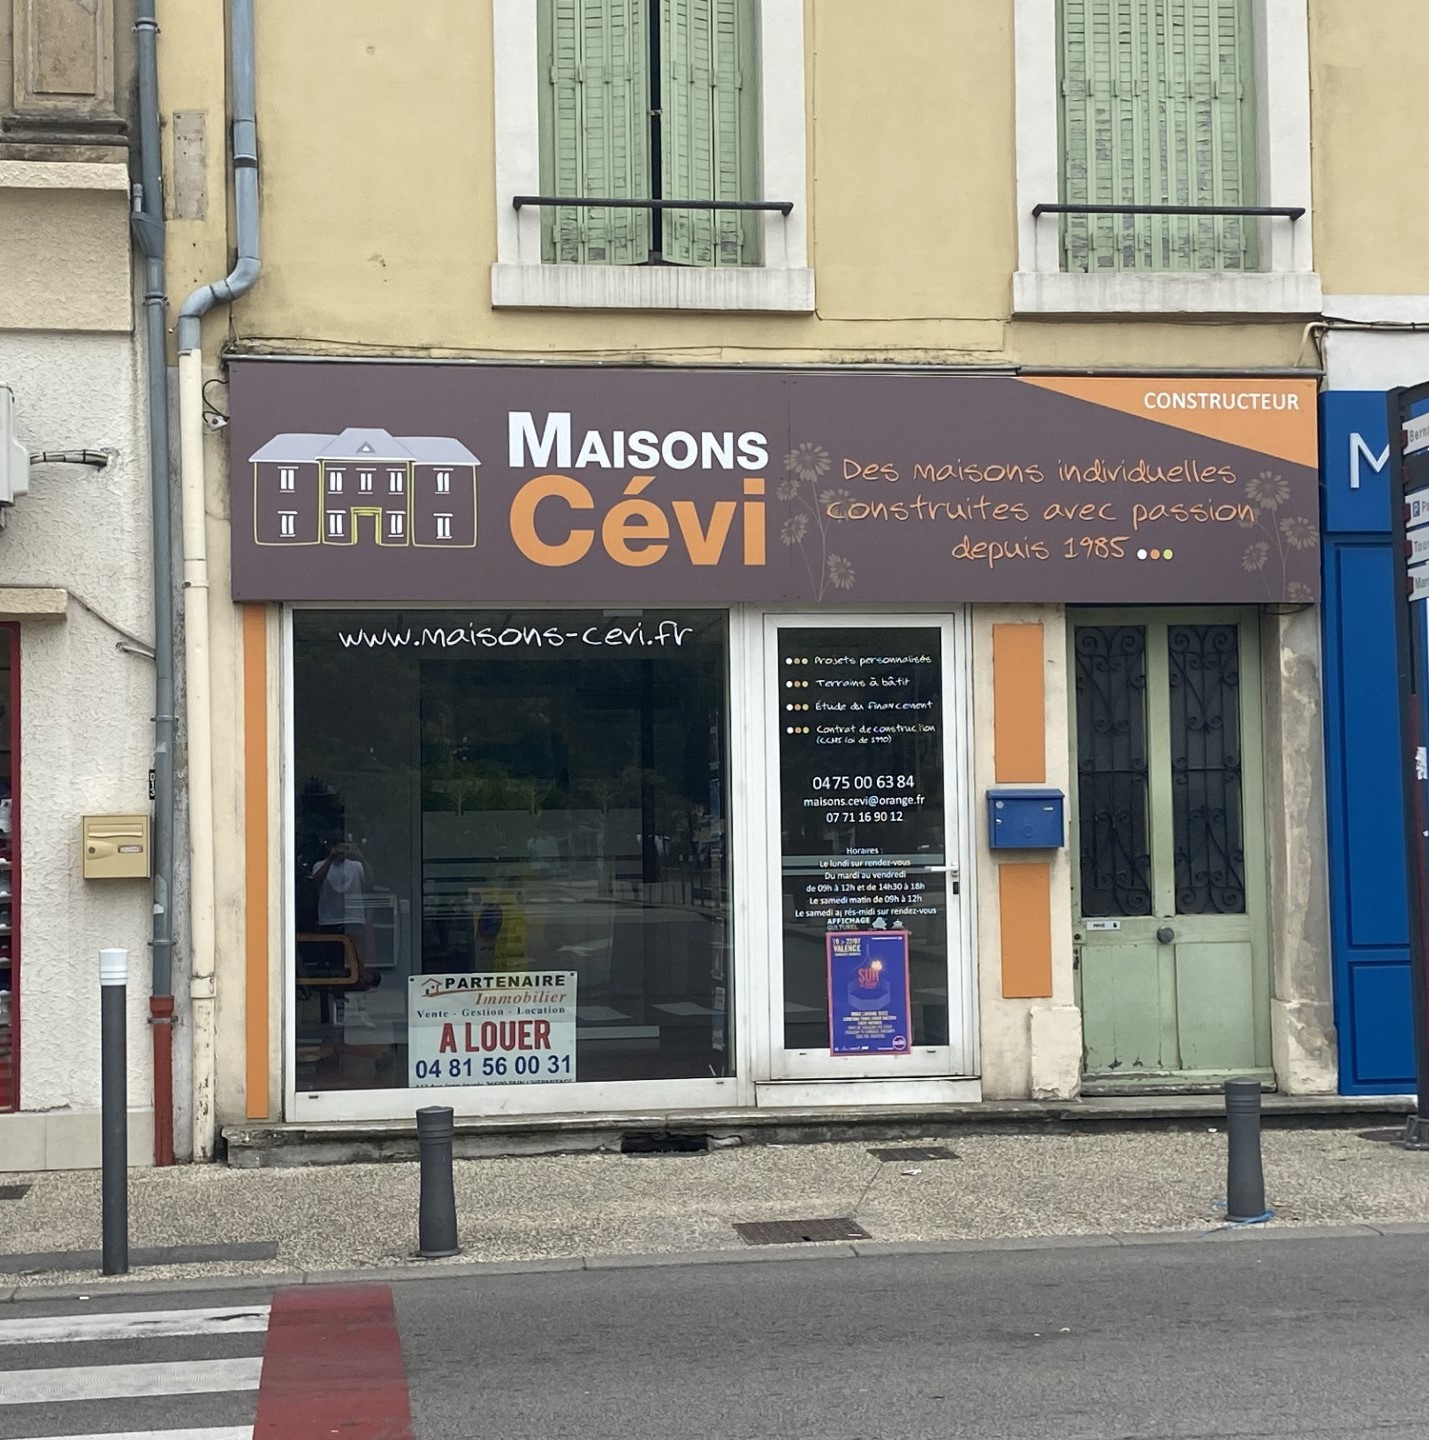 CONSTRUCTEUR
MAISONS
Cévi
Des maisons individuelles
construites avec passion
depuis 1985
www.maisons-cevi.fr
Projets personnalisés
Terrains à bâtir
Étude du financement
Contrat de construction
(CCMI loi de 1990)
04 75 00 63 84
maisons.cevi@orange.fr
07 71 16 90 12
Horaires :
Le lundi sur rendez-vous
Du mardi au vendredi
de 09h à 12h et de 14h30 à 18h
Le samedi matin de 09h à 12h
Le samedi après-midi sur rendez-vous
AFFICHAGE
CULTUREL
VALENCE
SUR
PARTENAIRE
Immobilier
Vente - Gestion - Location
A LOUER
04 81 56 00 31
M